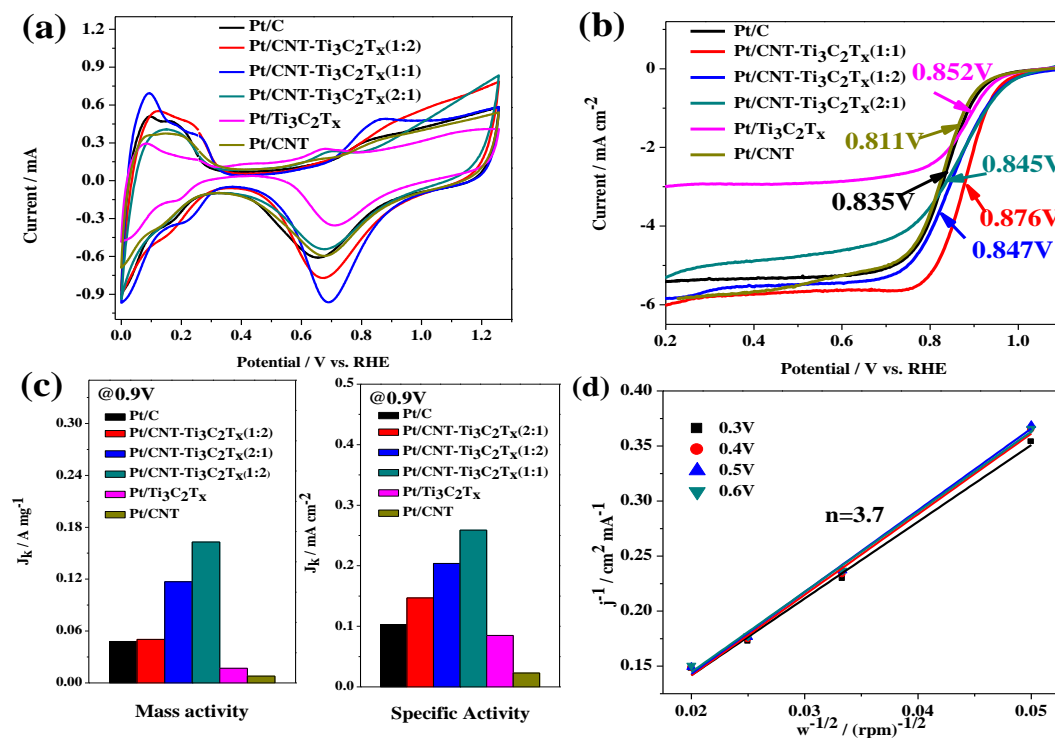 (a)
Pt/C
Pt/CNT-Ti3C2Tx(1:2)
Pt/CNT-Ti3C2Tx(1:1)
Pt/CNT-Ti3C2Tx(2:1)
Pt/Ti3C2Tx
Pt/CNT
1.2
0.9
0.6
0.3
0.0
-0.3
-0.6
-0.9
Current / mA
0.0 0.2 0.4 0.6 0.8 1.0 1.2
Potential / V vs. RHE
(b)
Pt/C
Pt/CNT-Ti3C2Tx(1:1)
Pt/CNT-Ti3C2Tx(1:2)
Pt/CNT-Ti3C2Tx(2:1)
Pt/Ti3C2Tx
Pt/CNT
0.852V
0.811V
0.845V
0.835V
0.876V
0.847V
0
-2
-4
-6
Current / mA cm-2
0.2 0.4 0.6 0.8 1.0
Potential / V vs. RHE
(c)
@0.9V
Pt/C
Pt/CNT-Ti3C2Tx(1:2)
Pt/CNT-Ti3C2Tx(2:1)
Pt/CNT-Ti3C2Tx(1:2)
Pt/Ti3C2Tx
Pt/CNT
0.30
0.24
0.18
0.12
0.06
0.00
Jk / A mg-1
Mass activity
@0.9V
Pt/C
Pt/CNT-Ti3C2Tx(2:1)
Pt/CNT-Ti3C2Tx(1:2)
Pt/CNT-Ti3C2Tx(1:1)
Pt/Ti3C2Tx
Pt/CNT
0.5
0.4
0.3
0.2
0.1
0.0
Jk / mA cm-2
Specific Activity
(d)
0.3V
0.4V
0.5V
0.6V
n=3.7
0.40
0.35
0.30
0.25
0.20
0.15
j-1 / cm2 mA-1
0.02 0.03 0.04 0.05
w-1/2 / (rpm)-1/2